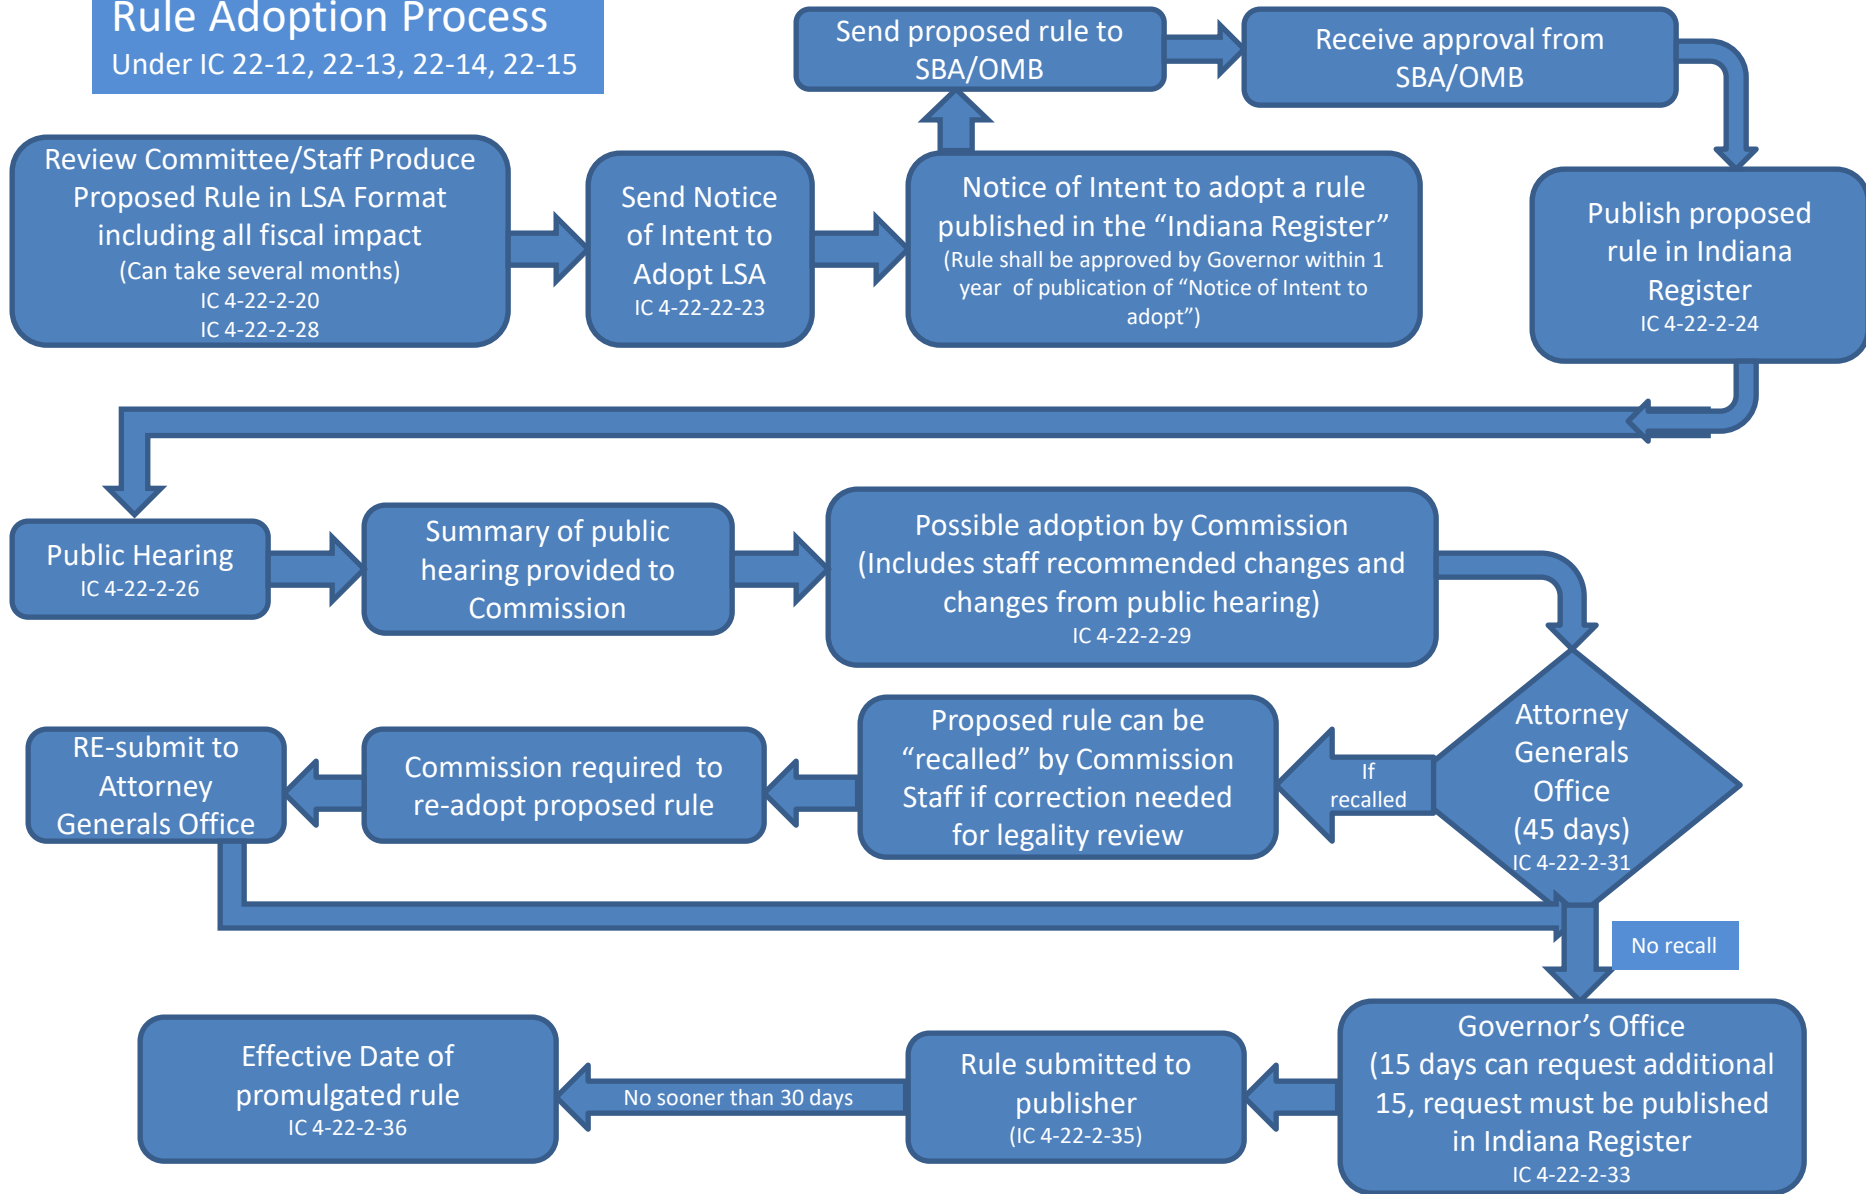 Rule Adoption Process
Under IC 22-12, 22-13, 22-14, 22-15
Review Committee/Staff Produce
Proposed Rule in LSA Format
including all fiscal impact
(Can take several months)
IC 4-22-2-20
IC 4-22-2-28
Send Notice
of Intent to
Adopt LSA
IC 4-22-22-23
Notice of Intent to adopt a rule
published in the “Indiana Register”
(Rule shall be approved by Governor within 1
year of publication of “Notice of Intent to
adopt”)
Send proposed rule to
SBA/OMB
Receive approval from
SBA/OMB
Publish proposed
rule in Indiana
Register
IC 4-22-2-24
Public Hearing
IC 4-22-2-26
Summary of public
hearing provided to
Commission
Possible adoption by Commission
(Includes staff recommended changes and
changes from public hearing)
IC 4-22-2-29
Attorney
Generals
Office
(45 days)
IC 4-22-2-31
If
recalled
Proposed rule can be
“recalled” by Commission
Staff if correction needed
for legality review
Commission required to
re-adopt proposed rule
RE-submit to
Attorney
Generals Office
No recall
Governor’s Office
(15 days can request additional
15, request must be published
in Indiana Register
IC 4-22-2-33
Rule submitted to
publisher
(IC 4-22-2-35)
No sooner than 30 days
Effective Date of
promulgated rule
IC 4-22-2-36